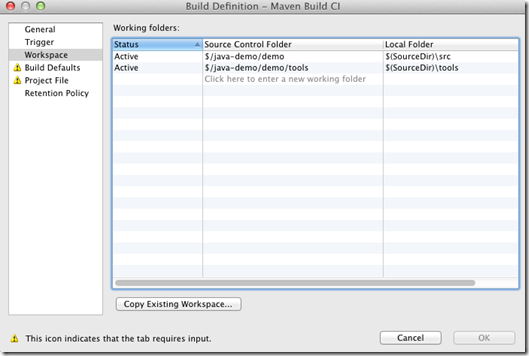 Build Definition – Maven Build CI
General
Trigger
Workspace
Build Defaults
Project File
Retention Policy
Working folders:
Status Source Control Folder Local Folder
Active $/java-demo/demo $(SourceDir)\src
Active $/java-demo/demo/tools $(SourceDir)\tools
Click here to enter a new working folder
Copy Existing Workspace...
This icon indicates that the tab requires input.
Cancel OK